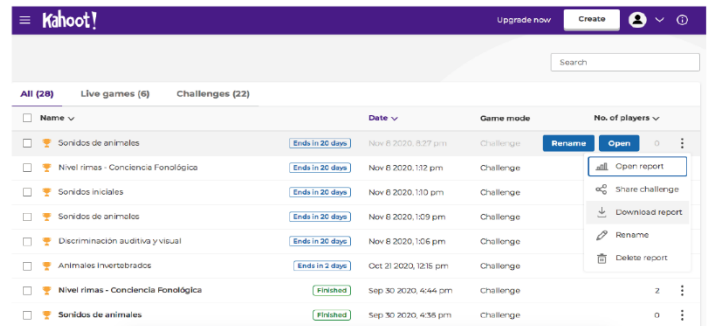 Kahoot! Upgrade now Create
Search
All (28) Live games (6) Challenges (22)
Name Date Game mode No. of players
Sonidos de animales Ends in 20 days Nov 8 2020, 8:27 pm Challenge Rename Open 0
Nivel rimas - Conciencia Fonológica Ends in 20 days Nov 8 2020, 1:12 pm Challenge
Open report
Sonidos iniciales Ends in 20 days Nov 8 2020, 1:10 pm Challenge
Share challenge
Sonidos de animales Ends in 20 days Nov 8 2020, 1:09 pm Challenge
Download report
Discriminación auditiva y visual Ends in 20 days Nov 8 2020, 1:06 pm Challenge
Rename
Animales Invertebrados Ends in 2 days Oct 21 2020, 12:15 pm Challenge
Delete report
Nivel rimas - Conciencia Fonológica Finished Sep 30 2020, 4:44 pm Challenge 2
Sonidos de animales Finished Sep 30 2020, 4:36 pm Challenge 0